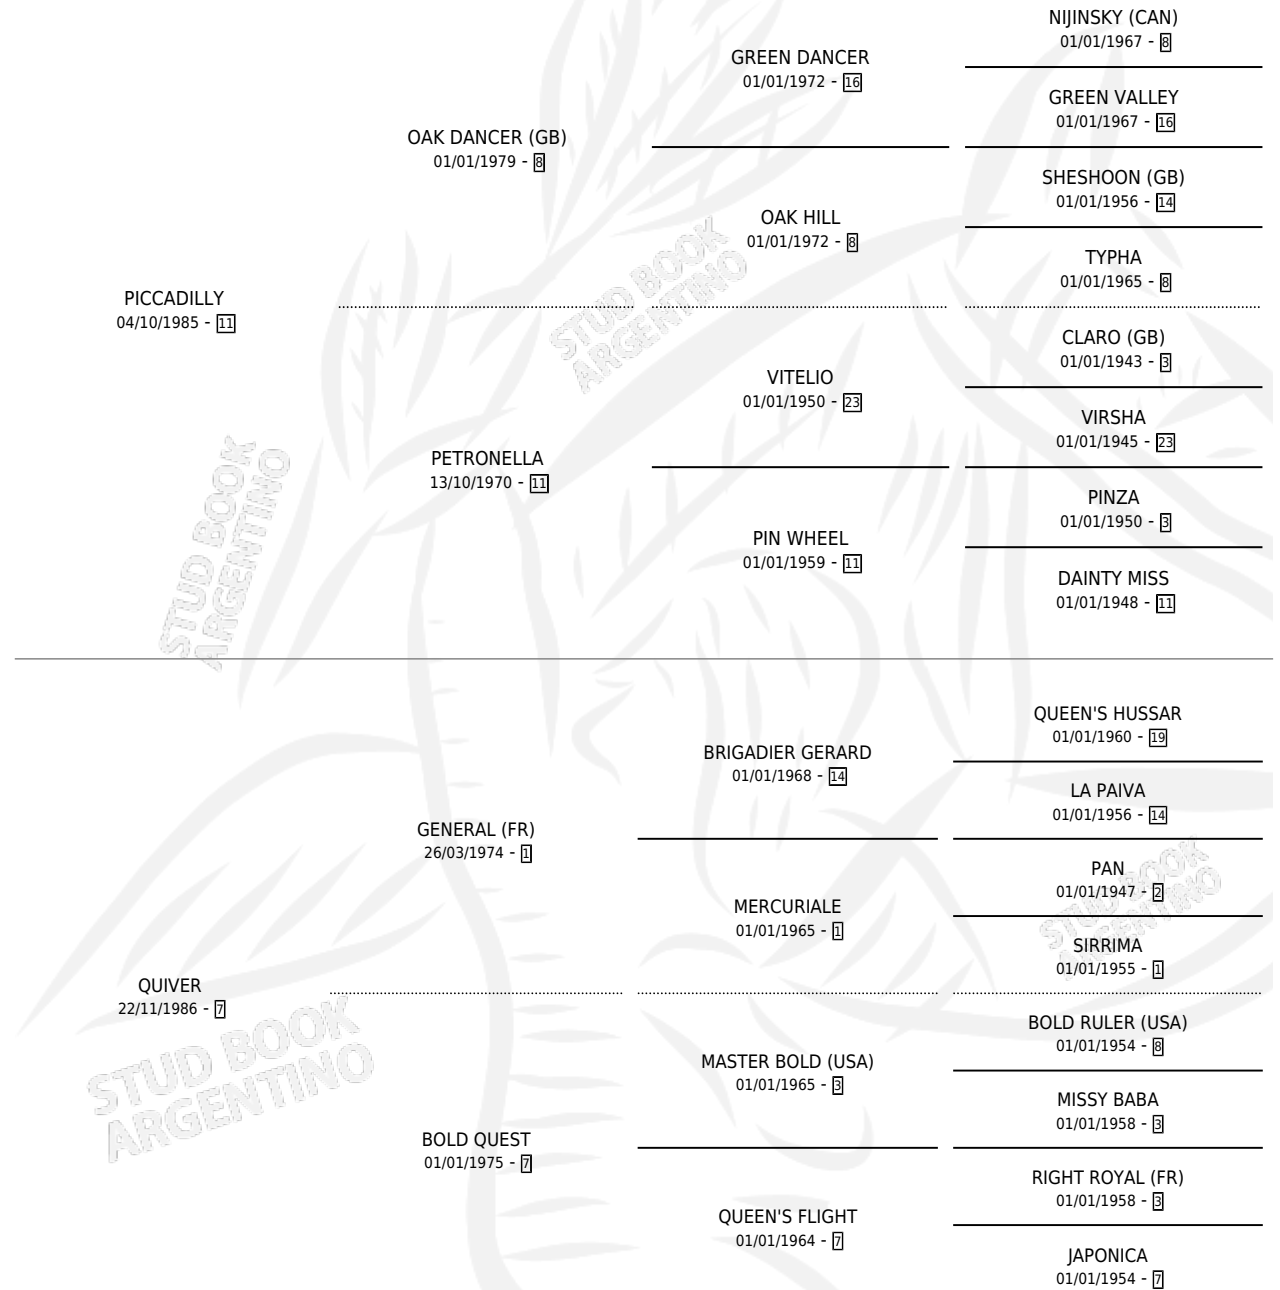 NIJINSKY (CAN)
01/01/1967 - 8
GREEN DANCER
01/01/1972 - 16
GREEN VALLEY
01/01/1967 - 16
OAK DANCER (GB)
01/01/1979 - 8
SHESHOON (GB)
01/01/1956 - 14
OAK HILL
01/01/1972 - 8
TYPHA
01/01/1965 - 8
PICCADILLY
04/10/1985 - 11
CLARO (GB)
01/01/1943 - 3
VITELIO
01/01/1950 - 23
VIRSHA
01/01/1945 - 23
PETRONELLA
13/10/1970 - 11
PINZA
01/01/1950 - 3
PIN WHEEL
01/01/1959 - 11
DAINTY MISS
01/01/1948 - 11
QUEEN'S HUSSAR
01/01/1960 - 19
BRIGADIER GERARD
01/01/1968 - 14
LA PAIVA
01/01/1956 - 14
GENERAL (FR)
26/03/1974 - 1
PAN
01/01/1947 - 2
MERCURIALE
01/01/1965 - 1
SIRRIMA
01/01/1955 - 1
QUIVER
22/11/1986 - 7
BOLD RULER (USA)
01/01/1954 - 8
MASTER BOLD (USA)
01/01/1965 - 3
MISSY BABA
01/01/1958 - 3
BOLD QUEST
01/01/1975 - 7
RIGHT ROYAL (FR)
01/01/1958 - 3
QUEEN'S FLIGHT
01/01/1964 - 7
JAPONICA
01/01/1954 - 7
STUD BOOK
ARGENTINO
STUD BOOK
ARGENTINO
STUD BOOK
ARGENTINO
STUD BOOK
ARGENTINO